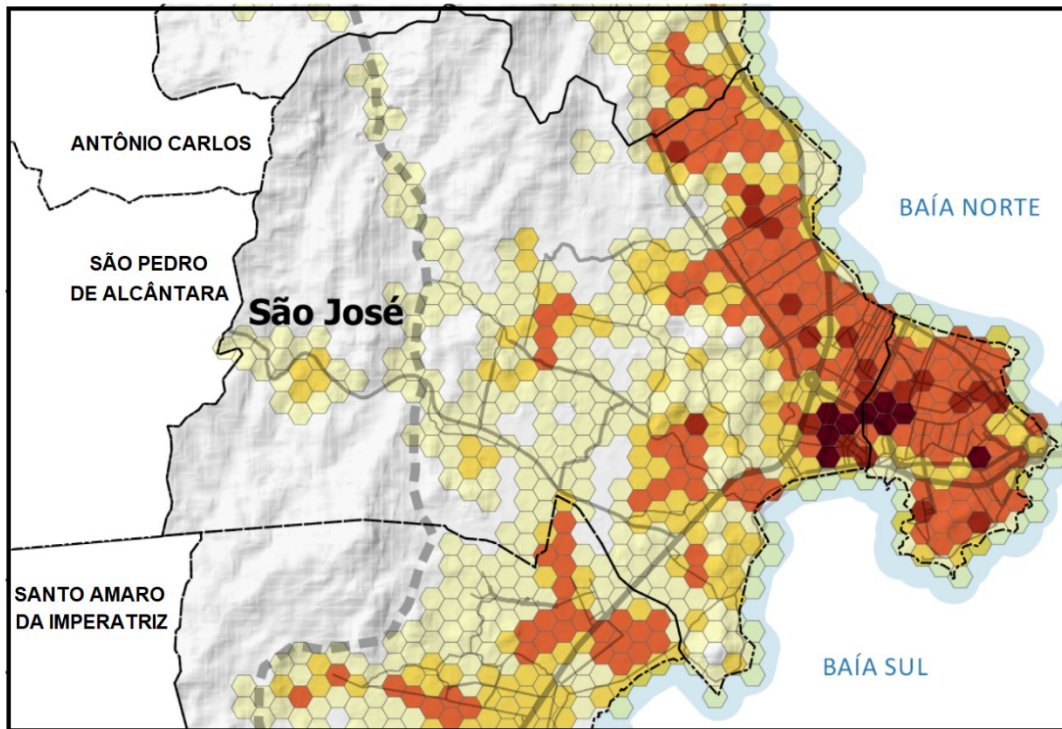 ANTÔNIO CARLOS
SÃO PEDRO
DE ALCÂNTARA
São José
SANTO AMARO
DA IMPERATRIZ
BAÍA NORTE
BAÍA SUL